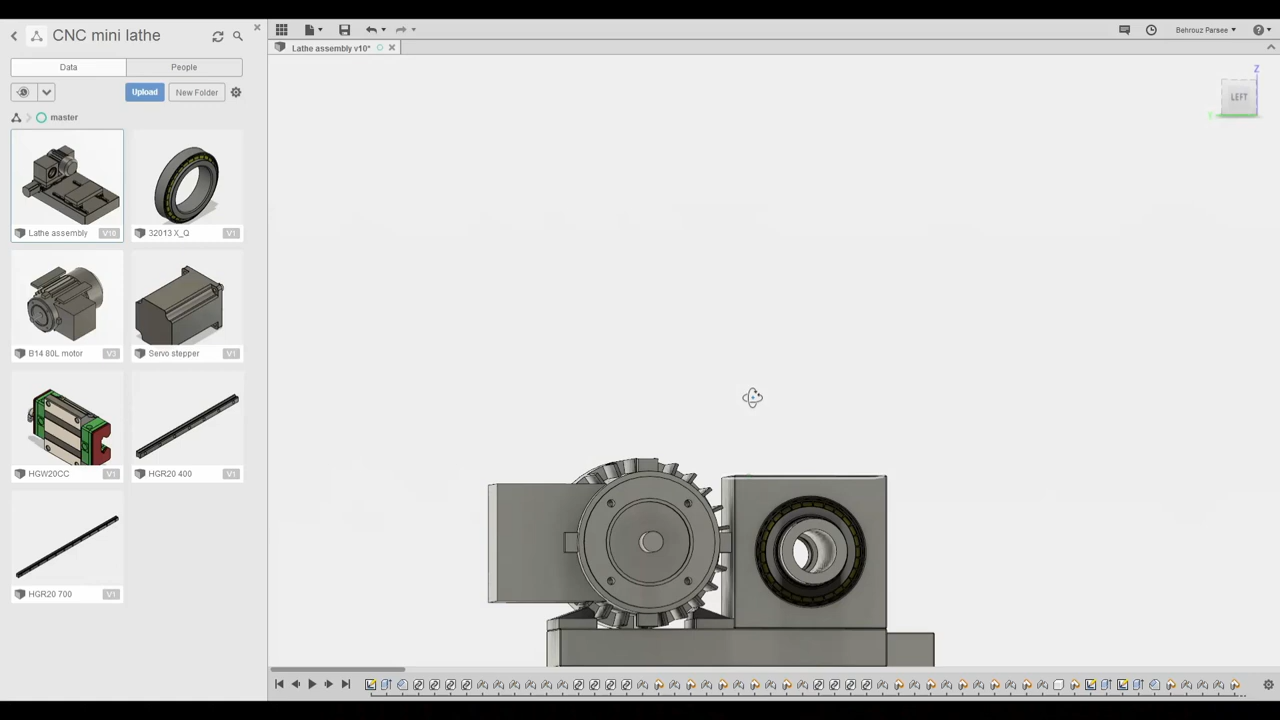 CNC mini lathe
Behrouz Parsee
Lathe assembly v10*
Data
People
Upload
New Folder
master
LEFT
Z
Y
Lathe assembly V10
32013 X_Q V1
B14 80L motor V3
Servo stepper V1
HGW20CC V1
HGR20 400 V1
HGR20 700 V1